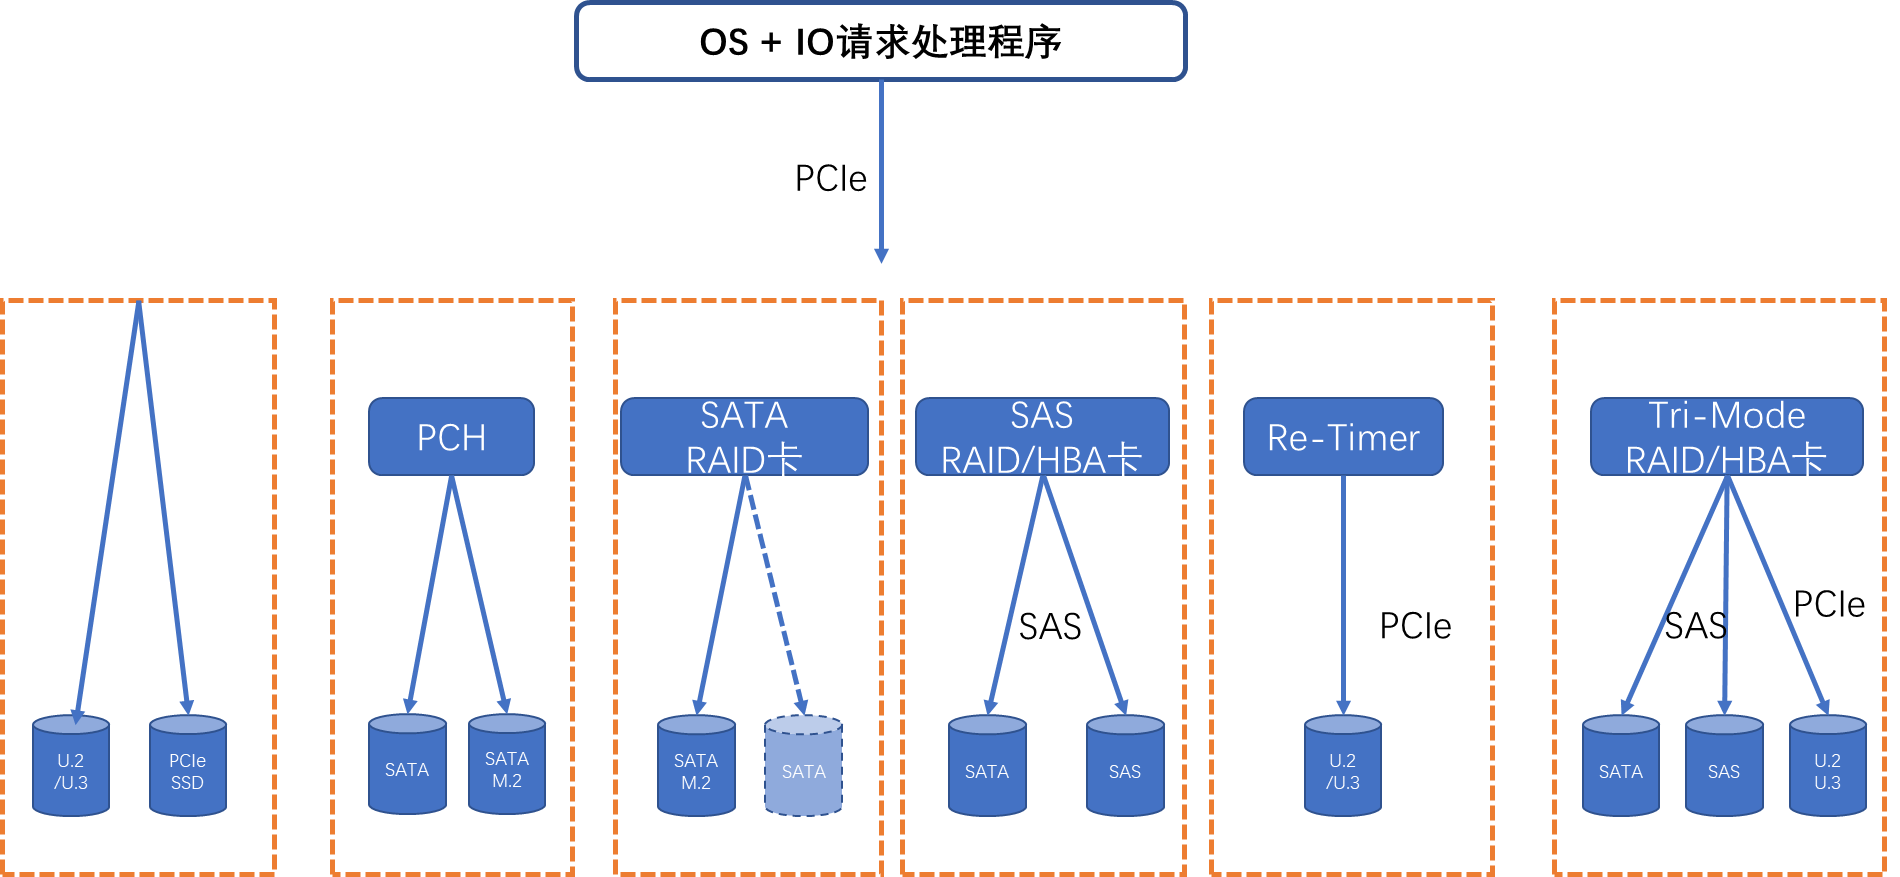 OS + IO请求处理程序
PCIe
PCH
SATA
RAID卡
SAS
RAID/HBA卡
Re-Timer
Tri-Mode
RAID/HBA卡
SAS
PCIe
SAS
PCIe
U.2
/U.3
PCIe
SSD
SATA
SATA
M.2
SATA
M.2
SATA
SATA
SAS
U.2
/U.3
SATA
SAS
U.2
U.3